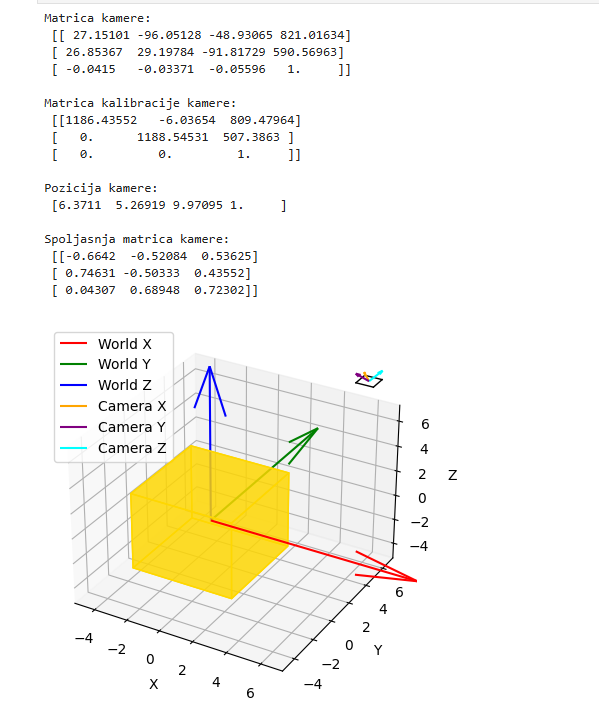 Matrica kamere:
[[ 27.15101 -96.05128 -48.93065 821.01634]
[ 26.85367  29.19784 -91.81729 590.56963]
[ -0.0415   -0.03371  -0.05596   1.     ]]
Matrica kalibracije kamere:
[[1186.43552   -6.03654  809.47964]
[   0.      1188.54531  507.3863 ]
[   0.         0.         1.     ]]
Pozicija kamere:
[6.3711  5.26919 9.97095 1.     ]
Spoljasnja matrica kamere:
[[-0.6642  -0.52084  0.53625]
[ 0.74631 -0.50333  0.43552]
[ 0.04307  0.68948  0.72302]]
World X
World Y
World Z
Camera X
Camera Y
Camera Z
6
4
2
0
−2
−4
Z
6
4
2
0
−2
−4
Y
−4
−2
0
2
4
6
X